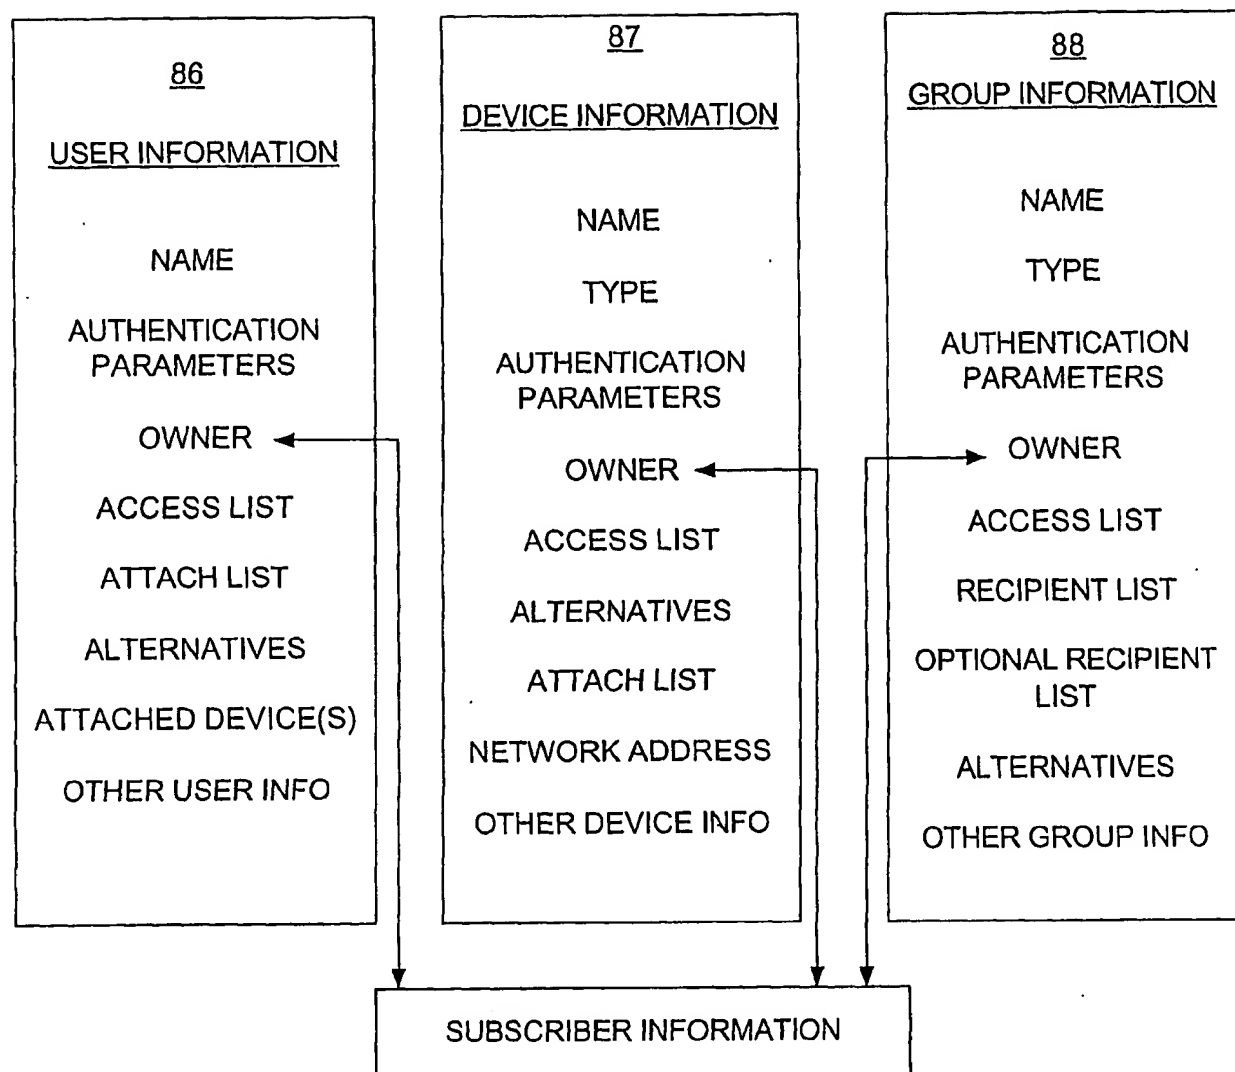 86
USER INFORMATION
NAME
AUTHENTICATION
PARAMETERS
OWNER
ACCESS LIST
ATTACH LIST
ALTERNATIVES
ATTACHED DEVICE(S)
OTHER USER INFO
87
DEVICE INFORMATION
NAME
TYPE
AUTHENTICATION
PARAMETERS
OWNER
ACCESS LIST
ALTERNATIVES
ATTACH LIST
NETWORK ADDRESS
OTHER DEVICE INFO
88
GROUP INFORMATION
NAME
TYPE
AUTHENTICATION
PARAMETERS
OWNER
ACCESS LIST
RECIPIENT LIST
OPTIONAL RECIPIENT
LIST
ALTERNATIVES
OTHER GROUP INFO
SUBSCRIBER INFORMATION